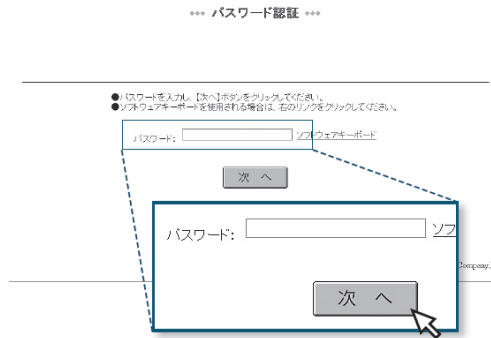 *** パスワード認証 ***
●パスワードを入力し、【次へ】ボタンをクリックしてください。
●ソフトウェアキーボードを使用される場合は、右のリンクをクリックしてください。
パスワード: ソフトウェアキーボード
次 へ
パスワード: ソフ
Company,
次 へ